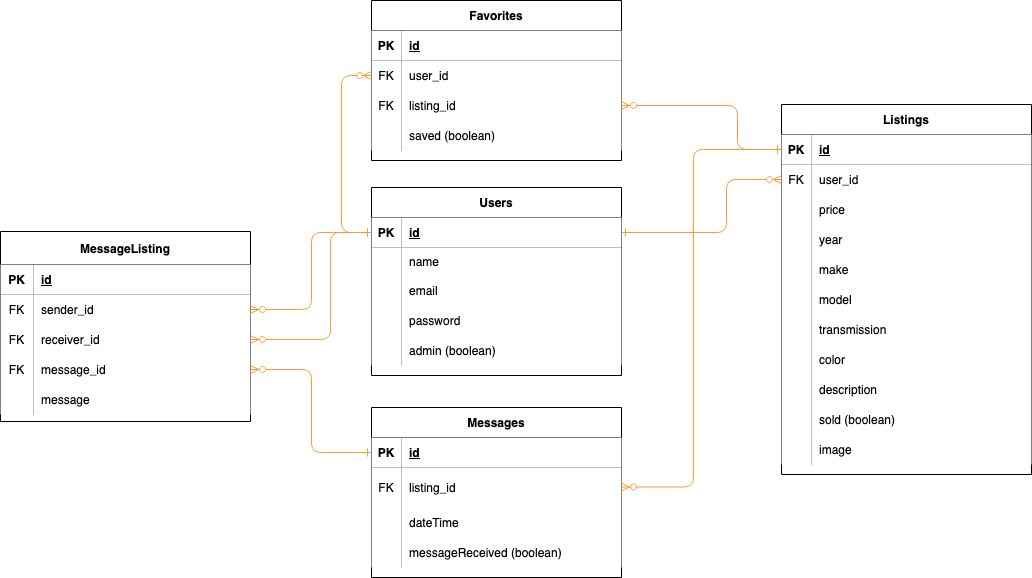 Favorites
PK id
FK user_id
FK listing_id
saved (boolean)
Listings
PK id
FK user_id
price
year
make
model
transmission
color
description
sold (boolean)
image
Users
PK id
name
email
password
admin (boolean)
MessageListing
PK id
FK sender_id
FK receiver_id
FK message_id
message
Messages
PK id
FK listing_id
dateTime
messageReceived (boolean)